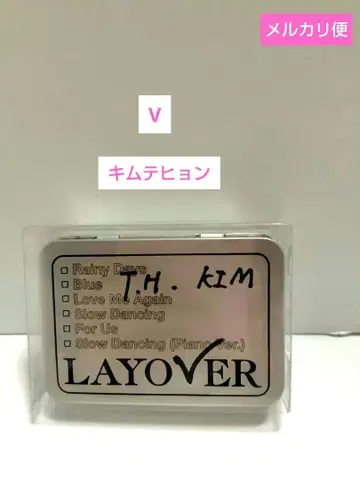 メルカリ便
V
キムテヒョン
T.H. KIM
□ Rainy Days
□ Blue
□ Love Me Again
□ Slow Dancing
□ For Us
□ Slow Dancing (Piano Ver.)
LAYOVER